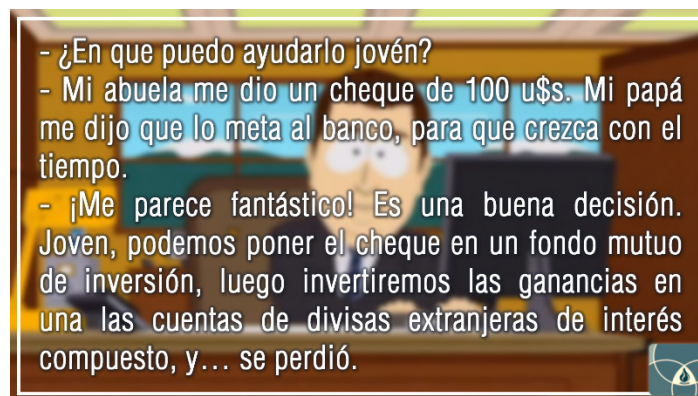 - ¿En que puedo ayudarlo jovén?
- Mi abuela me dio un cheque de 100 u$s. Mi papá
me dijo que lo meta al banco, para que crezca con el
tiempo.
- ¡Me parece fantástico! Es una buena decisión.
Joven, podemos poner el cheque en un fondo mutuo
de inversión, luego invertiremos las ganancias en
una las cuentas de divisas extranjeras de interés
compuesto, y... se perdió.